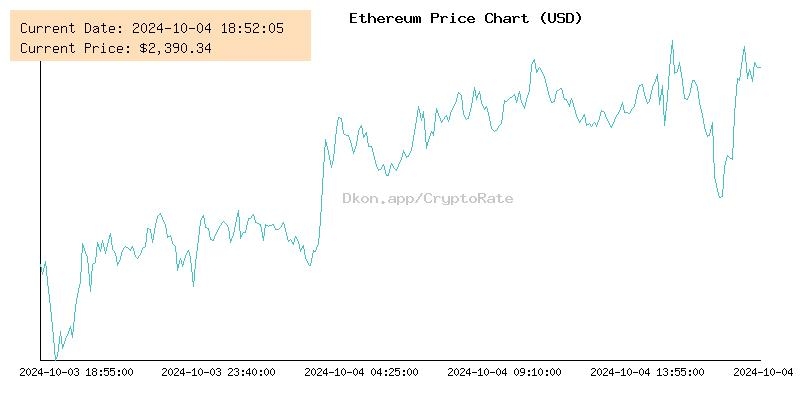 Ethereum Price Chart (USD)
Current Date: 2024-10-04 18:52:05
Current Price: $2,390.34
Dkon.app/CryptoRate
2024-10-03 18:55:00 2024-10-03 23:40:00 2024-10-04 04:25:00 2024-10-04 09:10:00 2024-10-04 13:55:00 2024-10-04